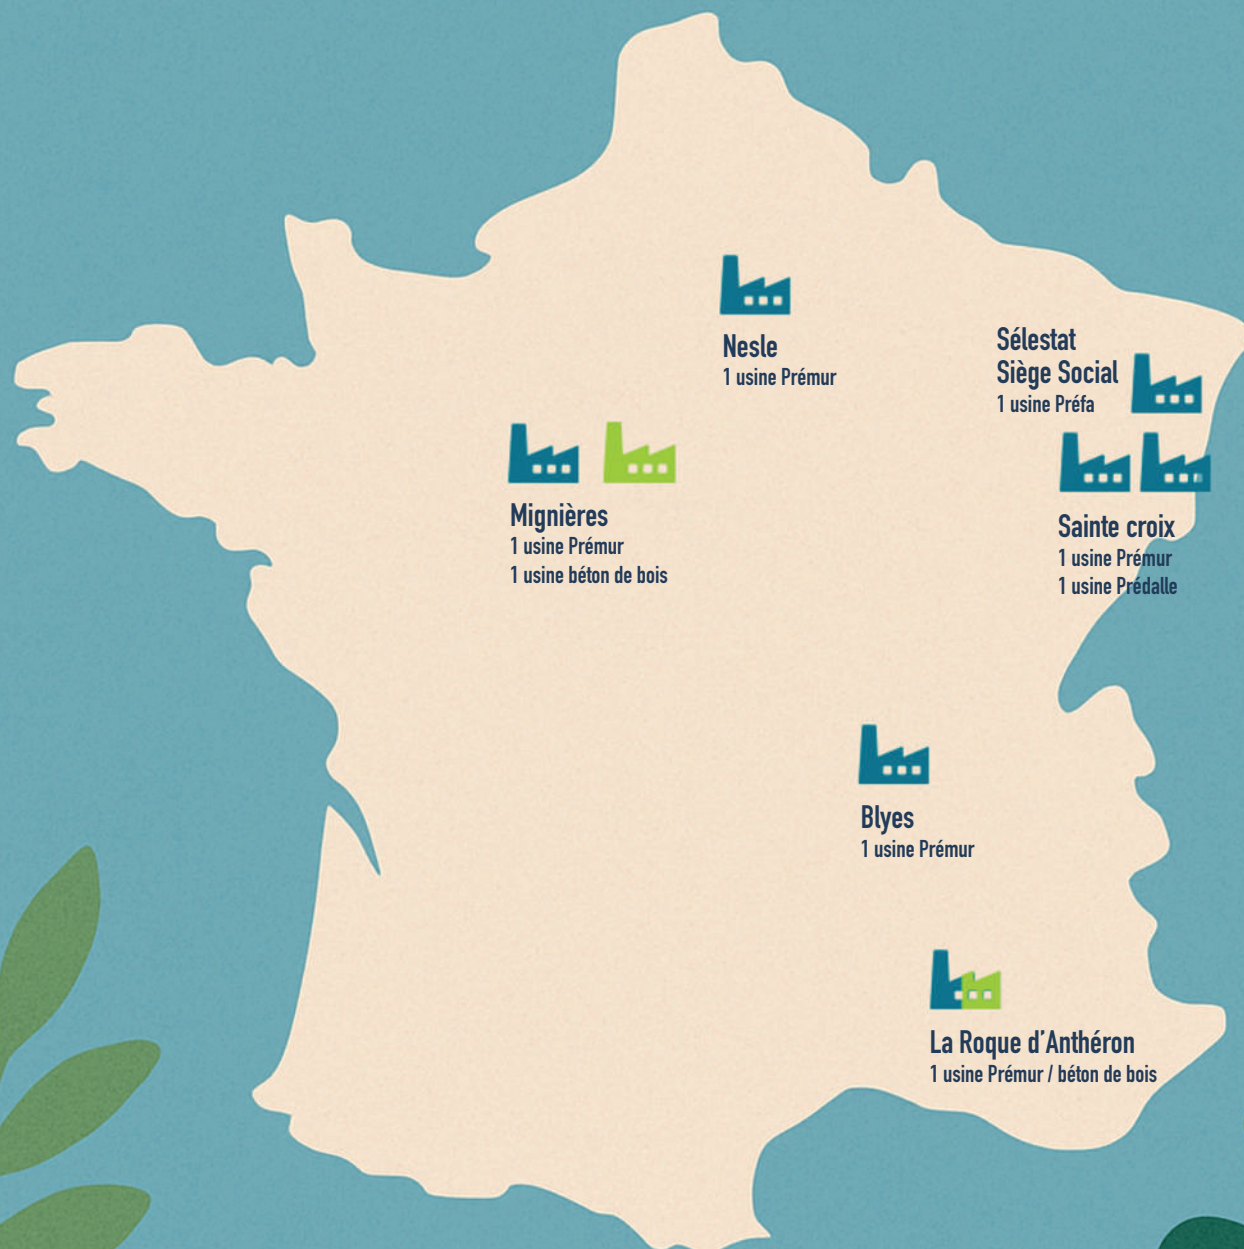 Nesle
1 usine Prémur
Sélestat
Siège Social
1 usine Préfa
Mignières
1 usine Prémur
1 usine béton de bois
Sainte croix
1 usine Prémur
1 usine Prédalle
Blyes
1 usine Prémur
La Roque d'Anthéron
1 usine Prémur / béton de bois